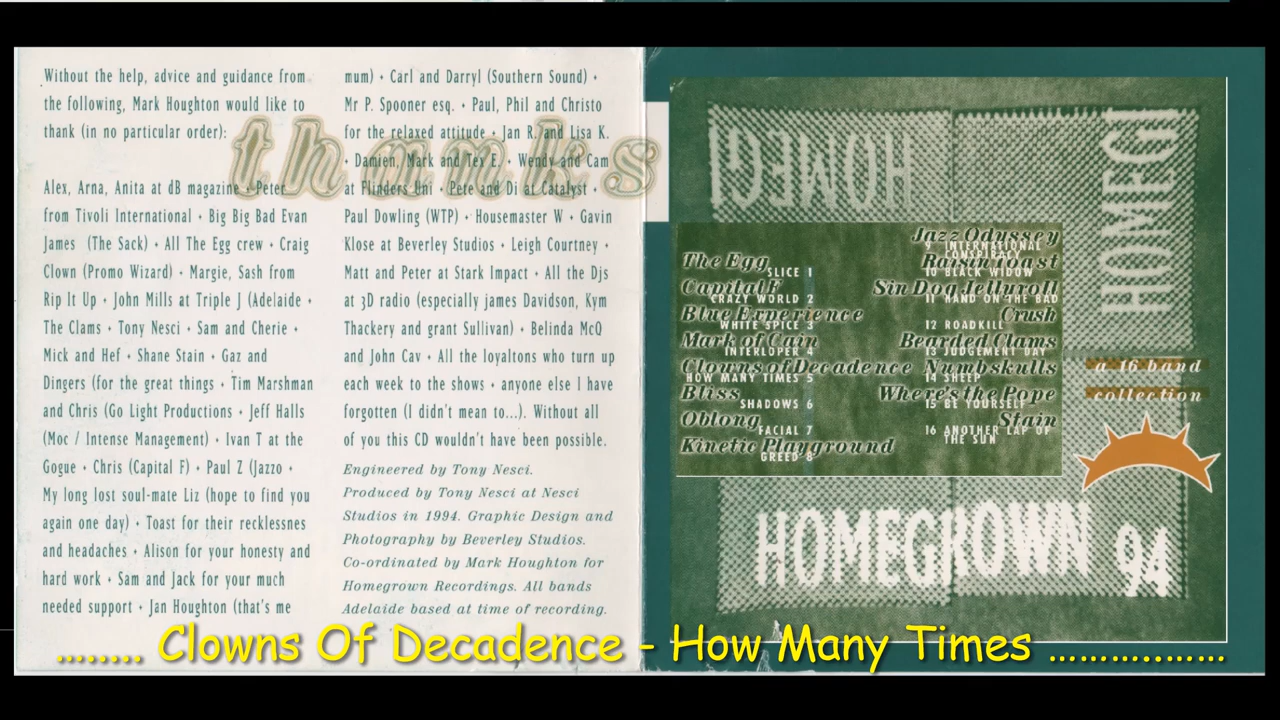 Without the help, advice and guidance from
the following, Mark Houghton would like to
thank (in no particular order):
thanks
Alex, Arna, Anita at dB magazine • Peter
from Tivoli International • Big Big Bad Evan
James (The Sack) • All The Egg crew • Craig
Clown (Promo Wizard) • Margie, Sash from
Rip It Up • John Mills at Triple J (Adelaide •
The Clams • Tony Nesci • Sam and Cherie •
Mick and Hef • Shane Stain • Gaz and
Dingers (for the great things • Tim Marshman
and Chris (Go Light Productions • Jeff Halls
(Moc / Intense Management) • Ivan T at the
Gogue • Chris (Capital F) • Paul Z (Jazzo •
My long lost soul-mate Liz (hope to find you
again one day) • Toast for their recklessnes
and headaches • Alison for your honesty and
hard work • Sam and Jack for your much
needed support • Jan Houghton (that's me
mum) • Carl and Darryl (Southern Sound) •
Mr P. Spooner esq. • Paul, Phil and Christo
for the relaxed attitude • Jan R. and Lisa K.
• Damien, Mark and Tex E. • Wendy and Cam
at Flinders Uni • Pete and Di at Catalyst •
Paul Dowling (WTP) • Housemaster W • Gavin
Klose at Beverley Studios • Leigh Courtney •
Matt and Peter at Stark Impact • All the Djs
at 3D radio (especially james Davidson, Kym
Thackery and grant Sullivan) • Belinda McQ
and John Cav • All the loyaltons who turn up
each week to the shows • anyone else I have
forgotten (I didn't mean to...). Without all
of you this CD wouldn't have been possible.
Engineered by Tony Nesci.
Produced by Tony Nesci at Nesci
Studios in 1994. Graphic Design and
Photography by Beverley Studios.
Co-ordinated by Mark Houghton for
Homegrown Recordings. All bands
Adelaide based at time of recording.
HOMEG
HOMEG
The Egg
SLICE 1
Capital F
CRAZY WORLD 2
Blue Experience
WHITE SPICE 3
Mark of Cain
INTERLOPER 4
Clowns of Decadence
HOW MANY TIMES 5
Bliss
SHADOWS 6
Oblong
FACIAL 7
Kinetic Playground
GREED 8
Jazz Odyssey
9 INTERNATIONAL
CONSPIRACY
Raisin Toast
10 BLACK WIDOW
Sin Dog Jellyroll
11 HAND ON THE BAD
Crush
12 ROADKILL
Bearded Clams
13 JUDGEMENT DAY
Numbskulls
14 SHEEP
Where's the Pope
15 BE YOURSELF
Stain
16 ANOTHER LAP OF
THE SUN
a 16 band
collection
HOMEGROWN 94
........ Clowns Of Decadence - How Many Times ..................